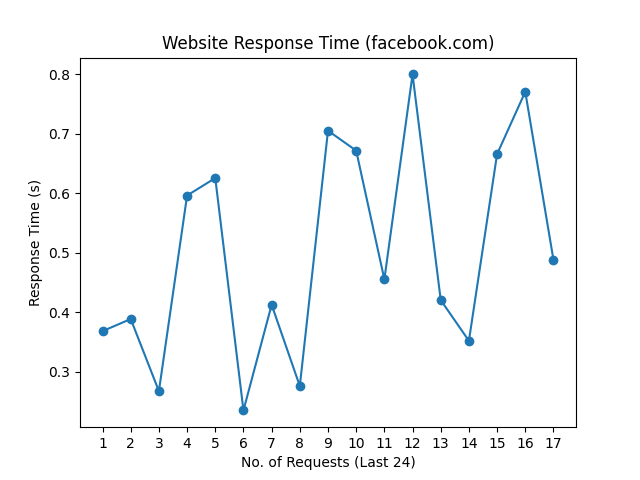 Website Response Time (facebook.com)
0.8
0.7
0.6
0.5
0.4
0.3
Response Time (s)
1 2 3 4 5 6 7 8 9 10 11 12 13 14 15 16 17
No. of Requests (Last 24)